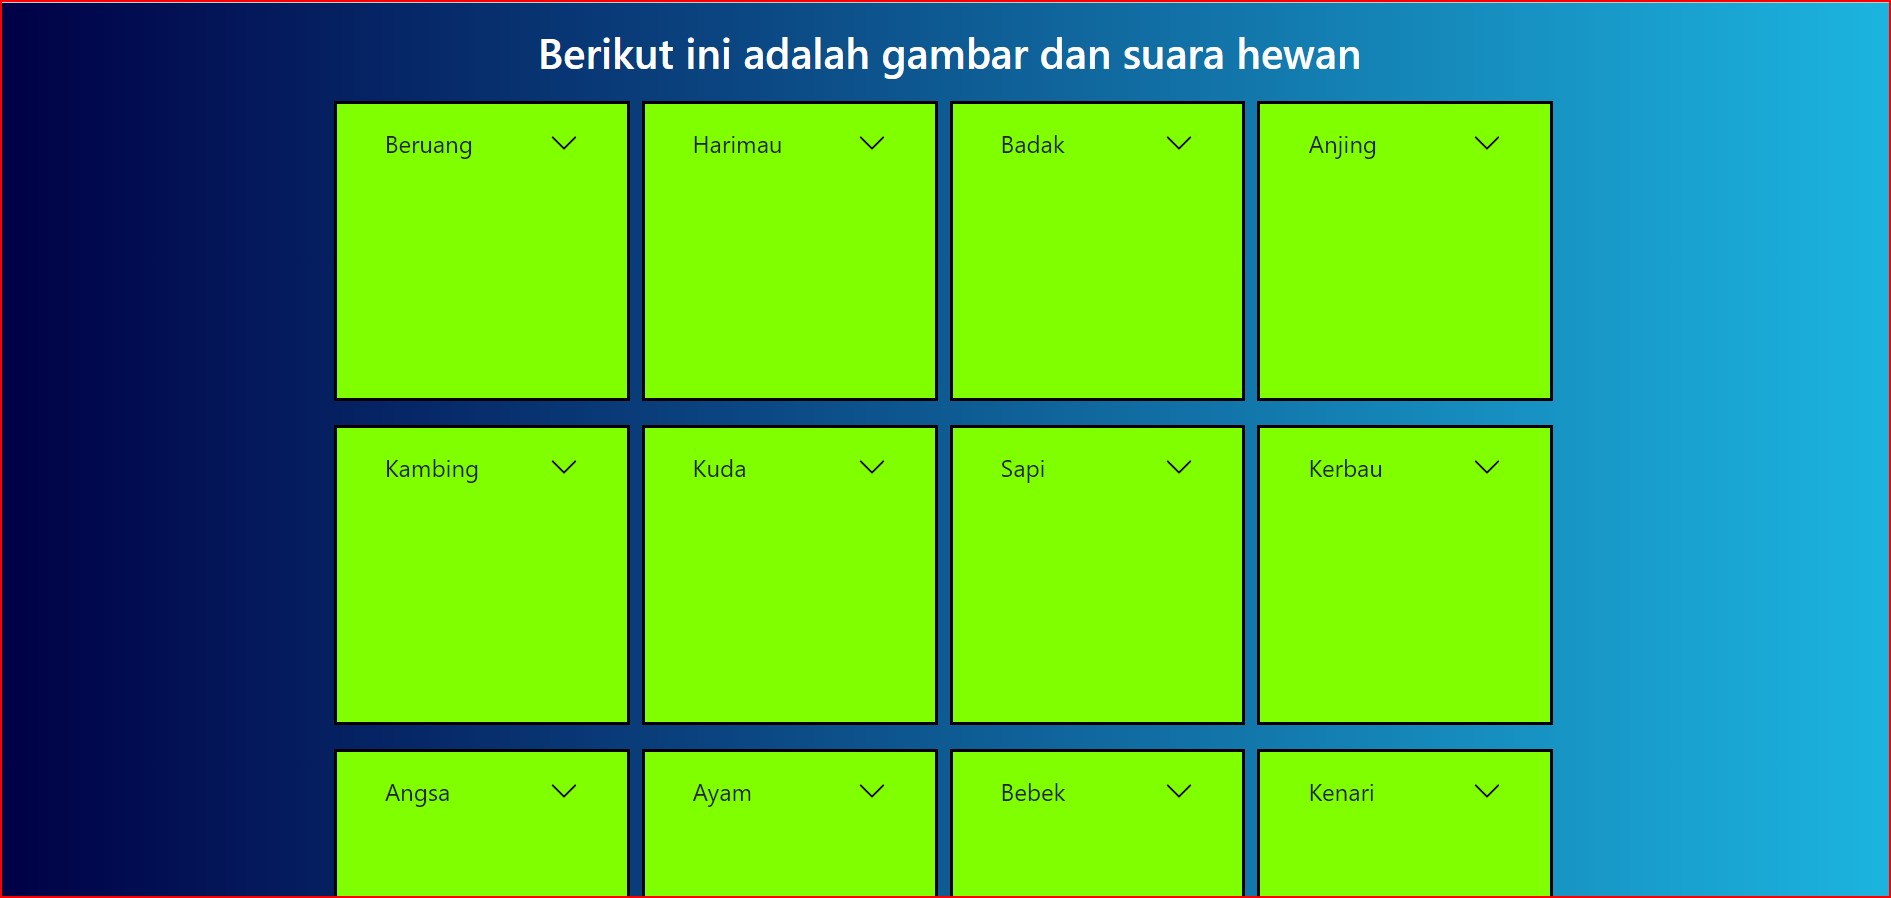 Berikut ini adalah gambar dan suara hewan
Beruang
Harimau
Badak
Anjing
Kambing
Kuda
Sapi
Kerbau
Angsa
Ayam
Bebek
Kenari